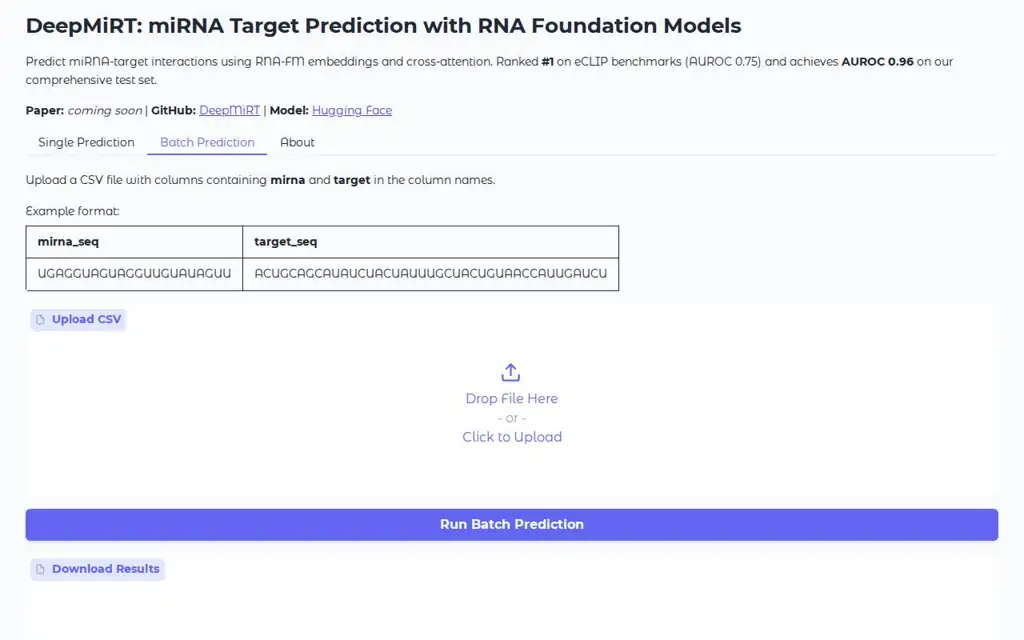 DeepMiRT: miRNA Target Prediction with RNA Foundation Models
Predict miRNA-target interactions using RNA-FM embeddings and cross-attention. Ranked #1 on eCLIP benchmarks (AUROC 0.75) and achieves AUROC 0.96 on our
comprehensive test set.
Paper: coming soon | GitHub: DeepMiRT | Model: Hugging Face
Single Prediction Batch Prediction About
Upload a CSV file with columns containing mirna and target in the column names.
Example format:
mirna_seq target_seq
UGAGGUAGUAGGUUGUAUAGUU ACUGCAGCAUAUCUACUAUUUGCUACUGUAACCAUUGAUCU
Upload CSV
Drop File Here
- or -
Click to Upload
Run Batch Prediction
Download Results